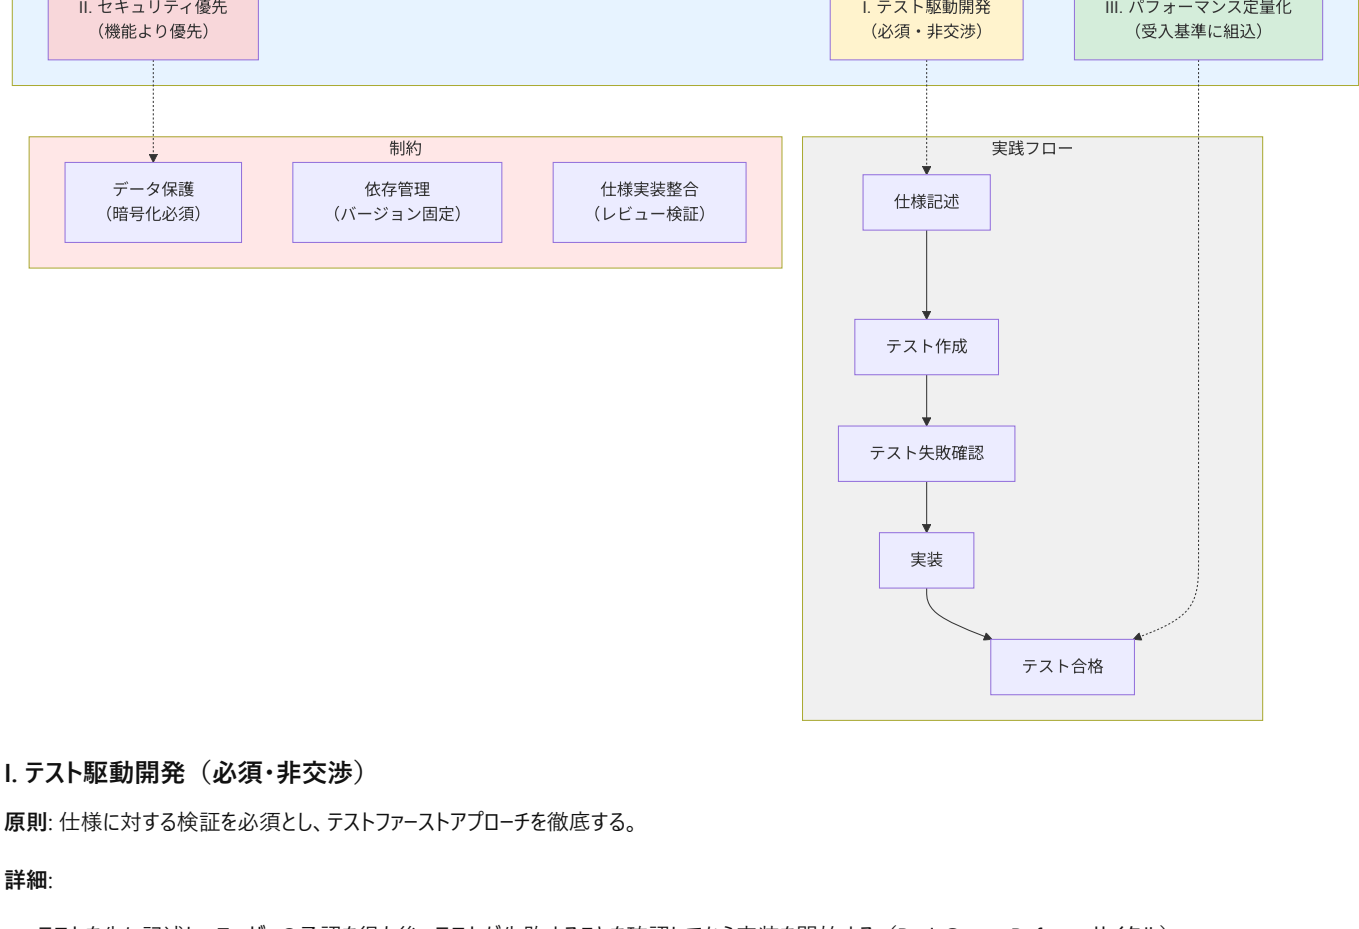 II. セキュリティ優先
（機能より優先）
I. テスト駆動開発
（必須・非交渉）
III. パフォーマンス定量化
（受入基準に組込）
制約
データ保護
（暗号化必須）
依存管理
（バージョン固定）
仕様実装整合
（レビュー検証）
実践フロー
仕様記述
テスト作成
テスト失敗確認
実装
テスト合格
I. テスト駆動開発（必須・非交渉）
原則: 仕様に対する検証を必須とし、テストファーストアプローチを徹底する。
詳細: